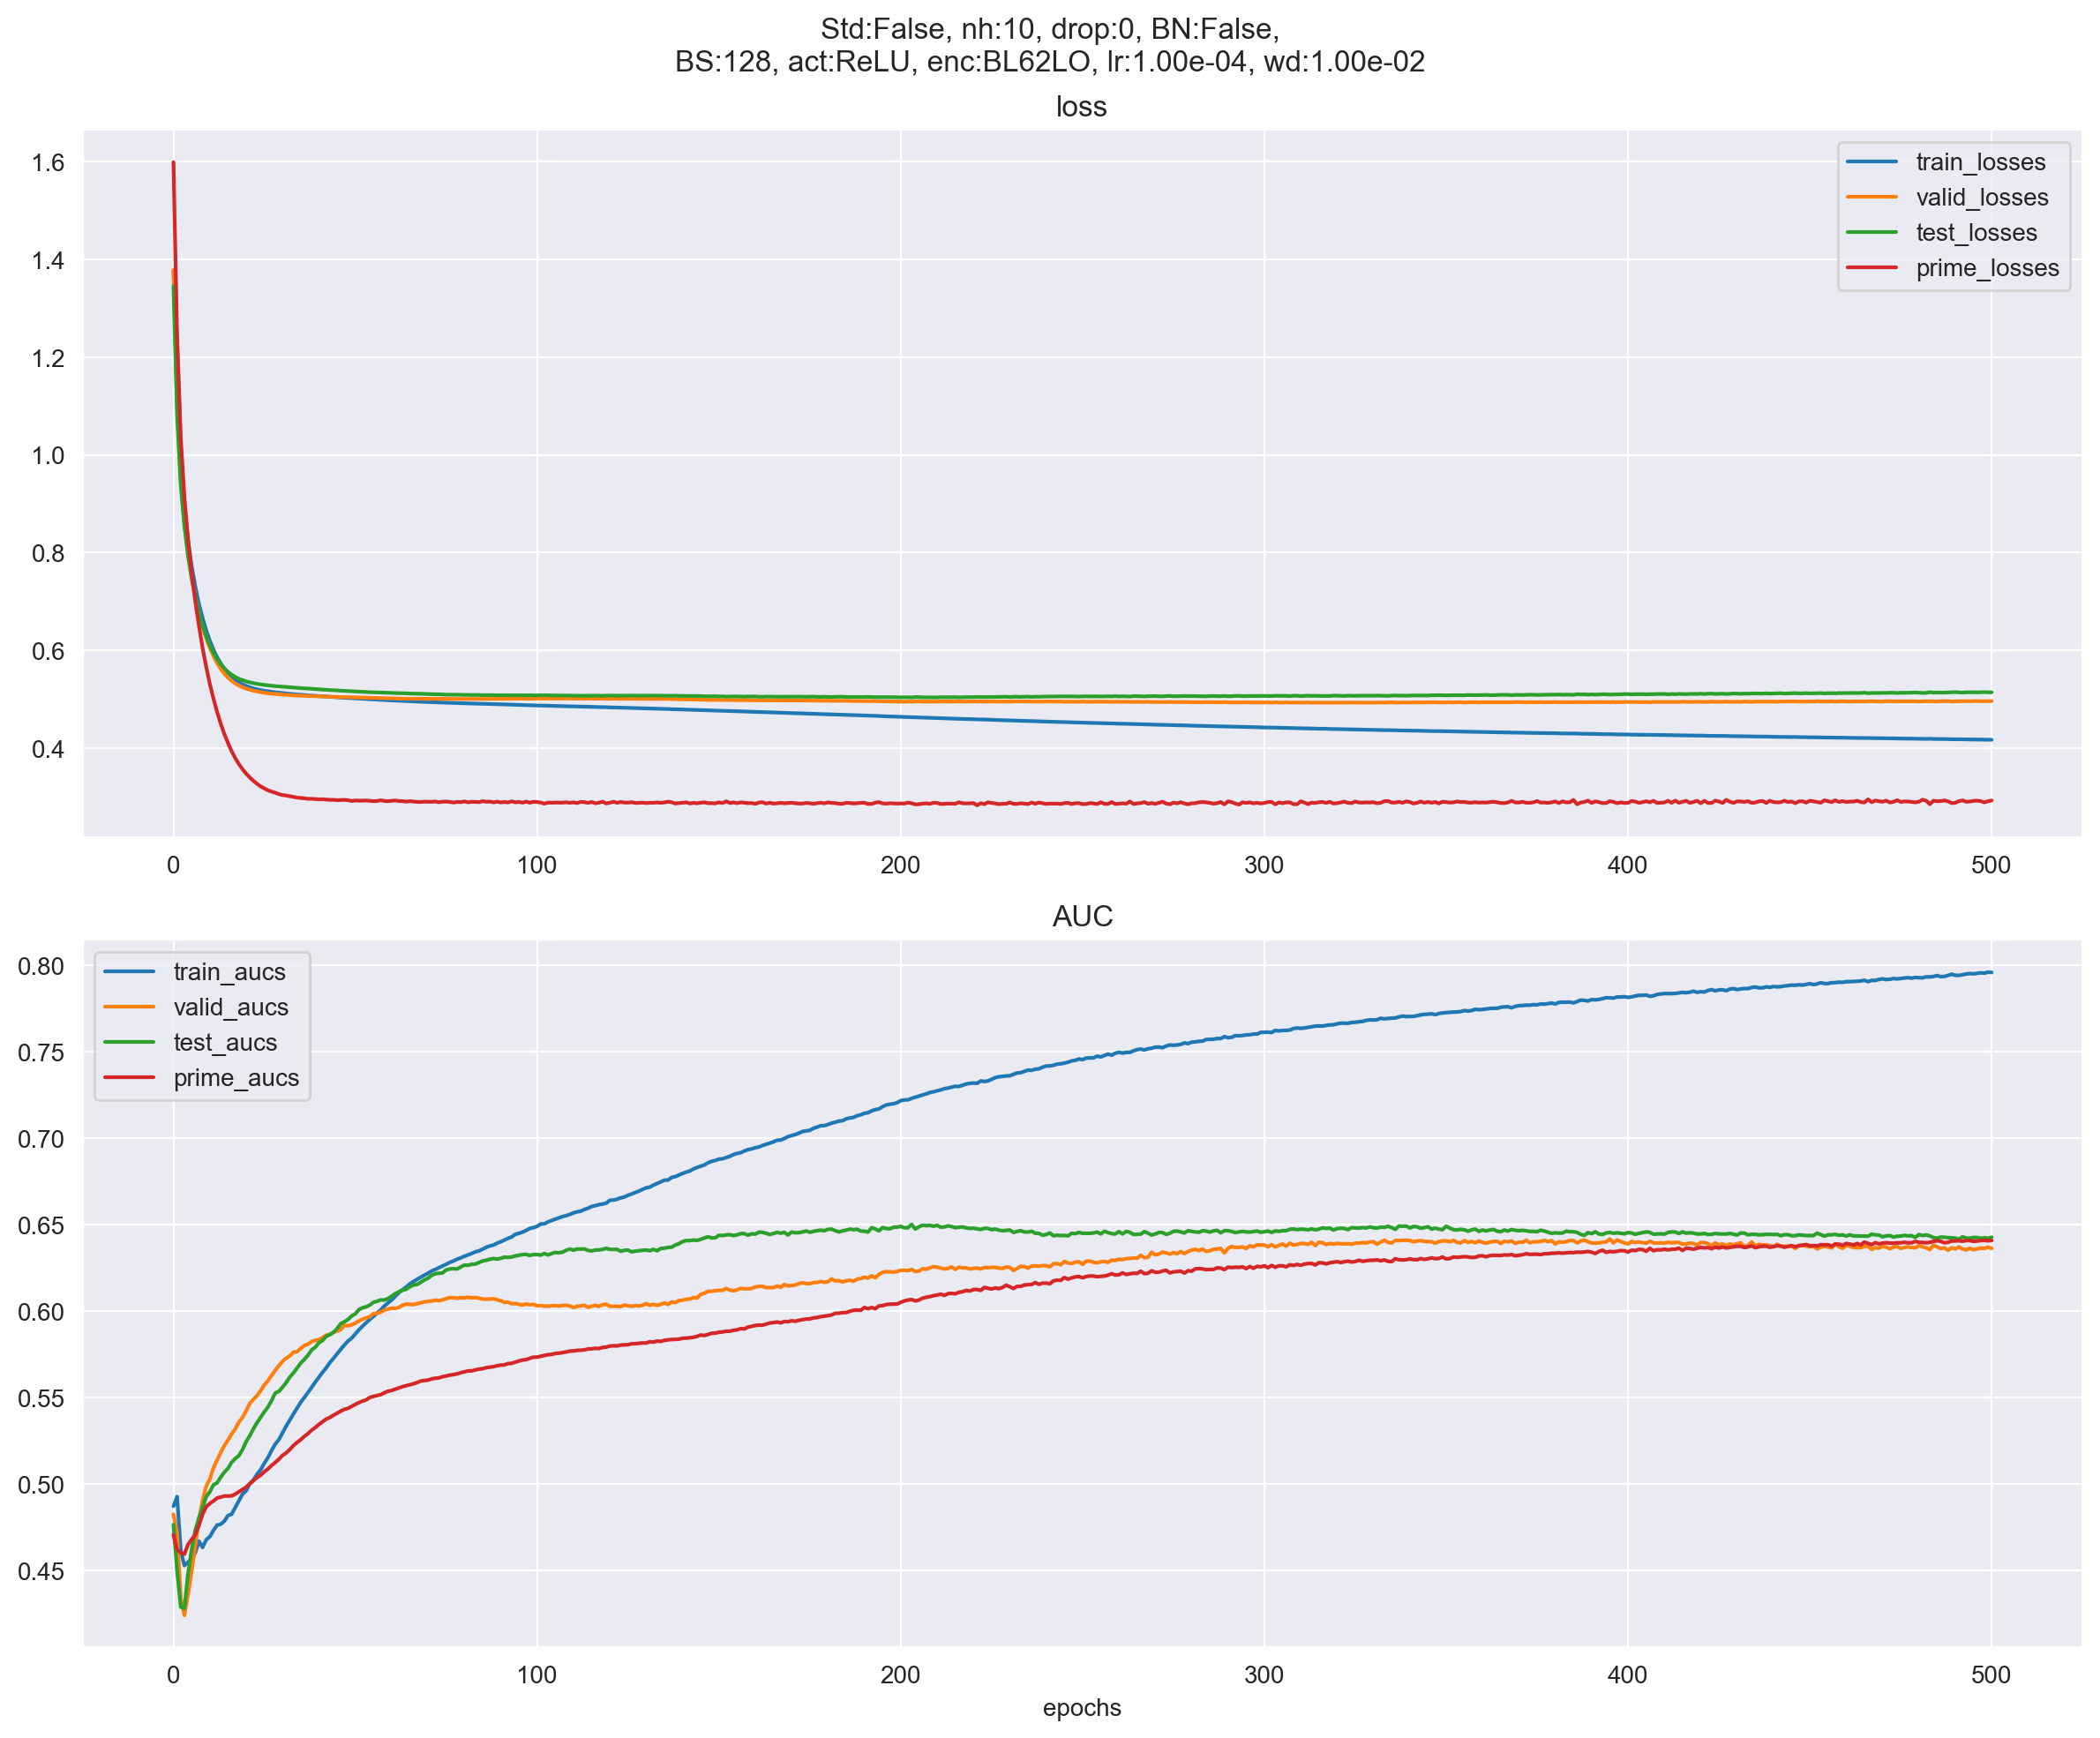 Std:False, nh:10, drop:0, BN:False,
BS:128, act:ReLU, enc:BL62LO, lr:1.00e-04, wd:1.00e-02
loss
1.6
1.4
1.2
1.0
0.8
0.6
0.4
train_losses
valid_losses
test_losses
prime_losses
0 100 200 300 400 500
AUC
0.80
0.75
0.70
0.65
0.60
0.55
0.50
0.45
train_aucs
valid_aucs
test_aucs
prime_aucs
0 100 200 300 400 500
epochs